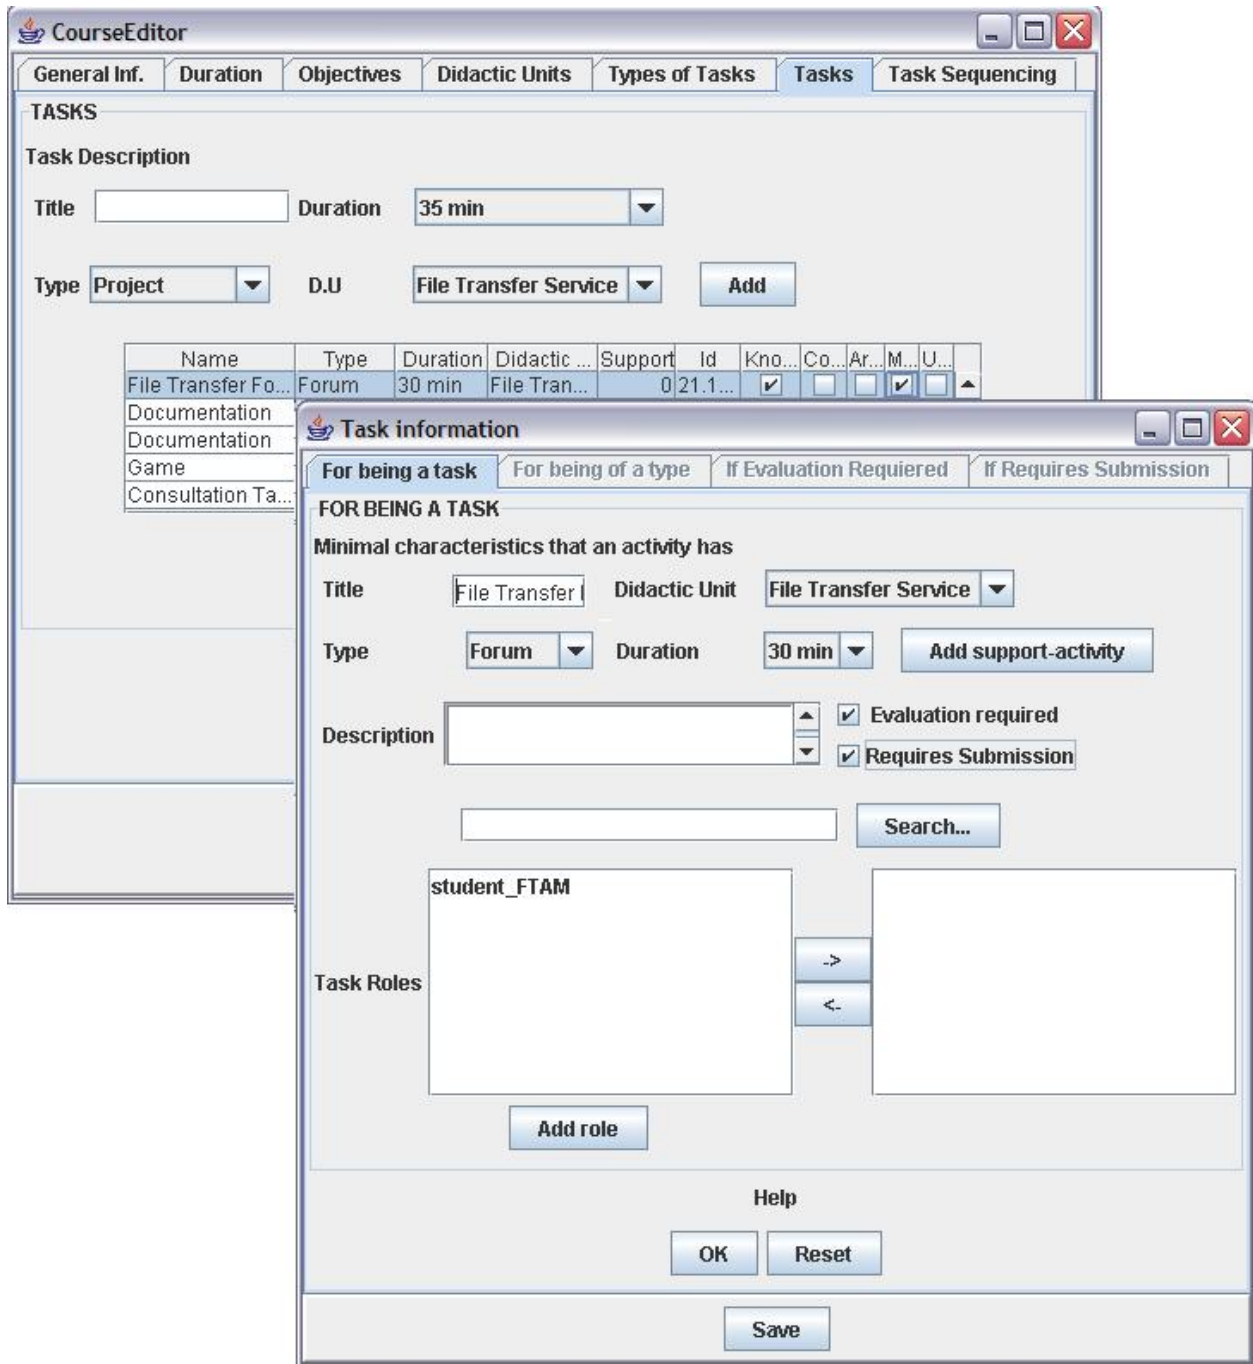 CourseEditor
General Inf. Duration Objectives Didactic Units Types of Tasks Tasks Task Sequencing
TASKS
Task Description
Title Duration 35 min
Type Project D.U File Transfer Service Add
Name Type Duration Didactic ... Support Id Kno... Co... Ar... M... U...
File Transfer Fo... Forum 30 min File Tran... 0 21.1...
Documentation
Documentation
Game
Consultation Ta...
Task information
For being a task For being of a type If Evaluation Requiered If Requires Submission
FOR BEING A TASK
Minimal characteristics that an activity has
Title File Transfer Didactic Unit File Transfer Service
Type Forum Duration 30 min Add support-activity
Description Evaluation required
Requires Submission
Search...
student_FTAM
->
Task Roles
<-
Add role
Help
OK Reset
Save